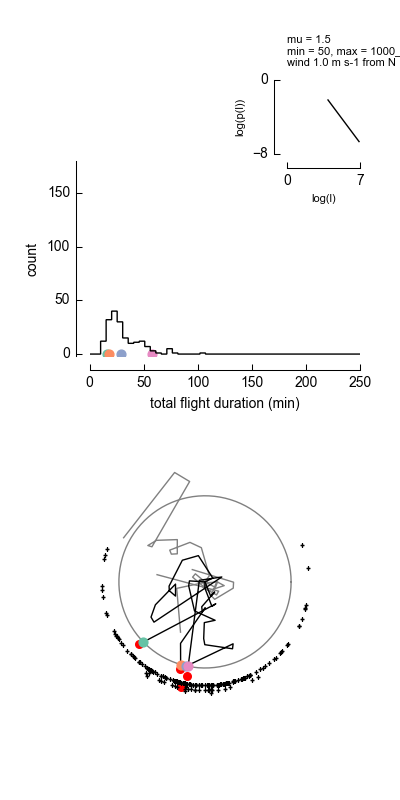 mu = 1.5
min = 50, max = 1000_
wind 1.0 m s-1 from N
0
−8
log(p(l))
0 7
log(l)
150
100
50
0
count
0 50 100 150 200 250
total flight duration (min)